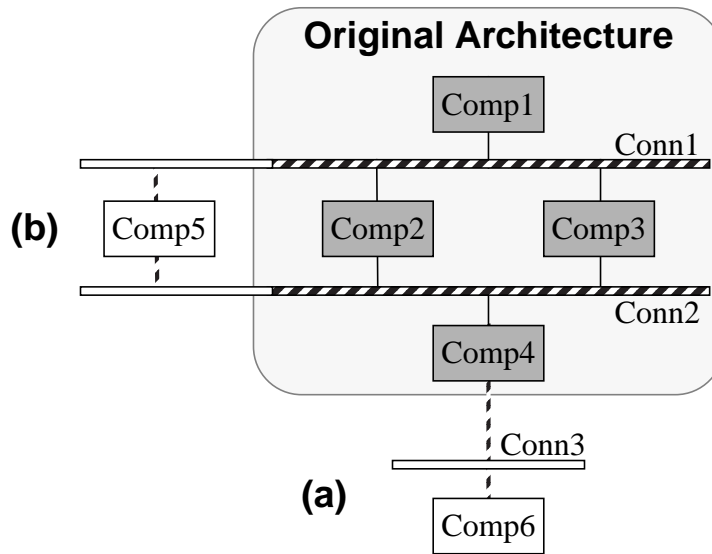 Original Architecture
Comp1
Conn1
(b)
Comp5
Comp2
Comp3
Conn2
Comp4
Conn3
(a)
Comp6